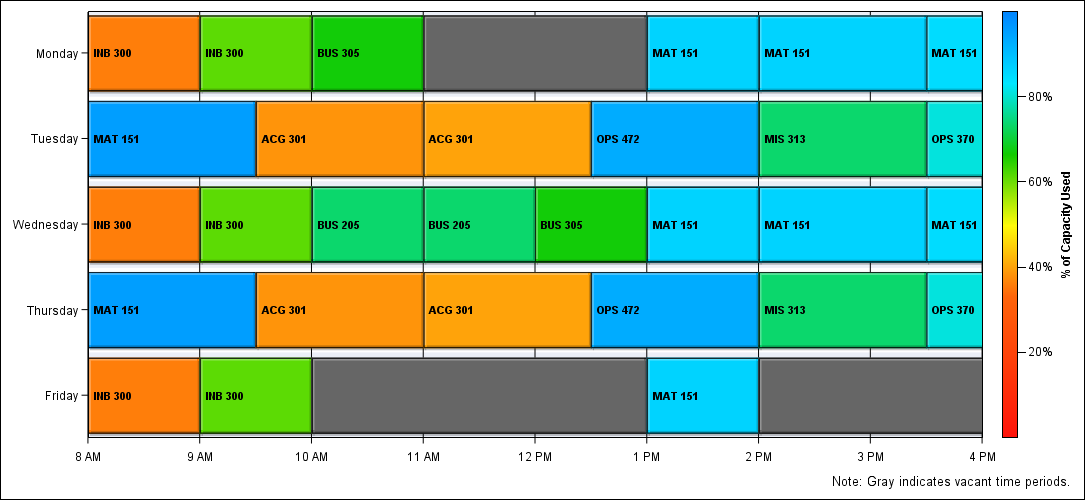 Monday INB 300 INB 300 BUS 305 MAT 151 MAT 151 MAT 151
Tuesday MAT 151 ACG 301 ACG 301 OPS 472 MIS 313 OPS 370
Wednesday INB 300 INB 300 BUS 205 BUS 205 BUS 305 MAT 151 MAT 151 MAT 151
Thursday MAT 151 ACG 301 ACG 301 OPS 472 MIS 313 OPS 370
Friday INB 300 INB 300 MAT 151
8 AM 9 AM 10 AM 11 AM 12 PM 1 PM 2 PM 3 PM 4 PM
80%
60%
40%
20%
% of Capacity Used
Note: Gray indicates vacant time periods.